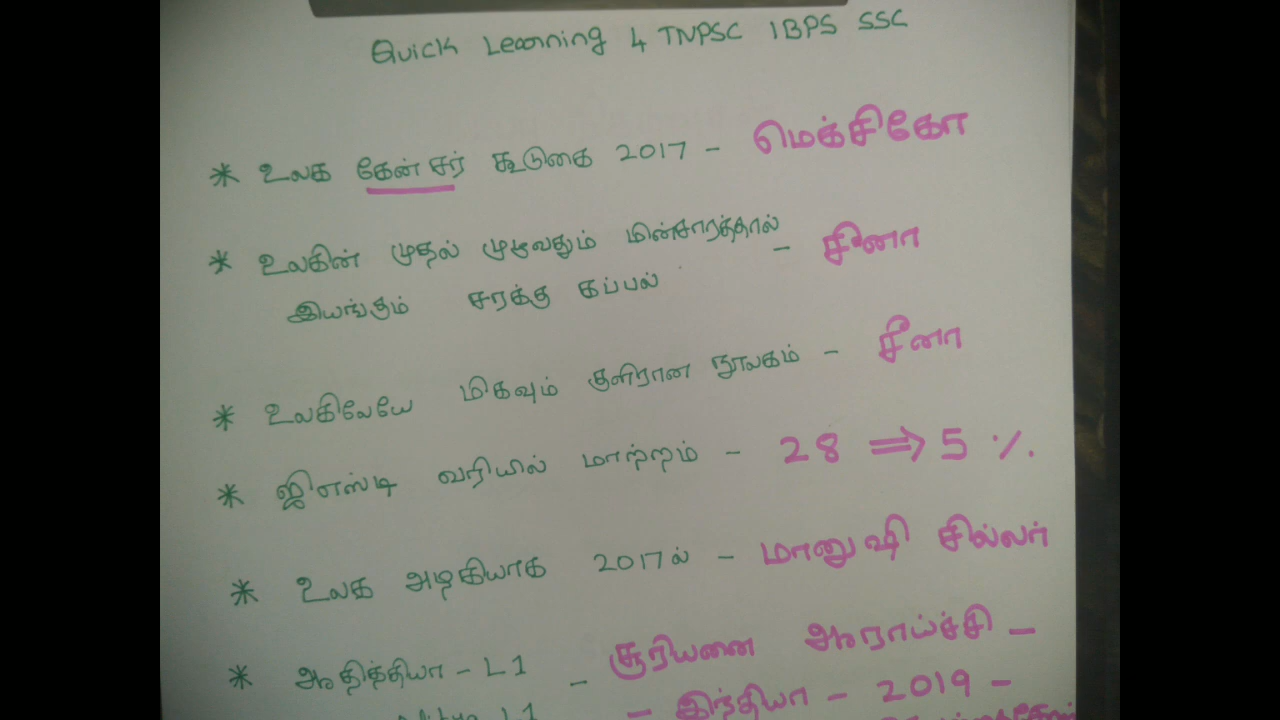 Quick Learning 4 TNPSC IBPS SSC
* உலக கேன்சர் கூடுகை 2017 - மெக்சிகோ
* உலகின் முதல் முழுவதும் மின்சாரத்தால் - சீனா
இயங்கும் சரக்கு கப்பல்
* உலகிலேயே மிகவும் குளிரான நூலகம் - சீனா
* ஜிஎஸ்டி வரியில் மாற்றம் - 28 ⇒ 5 %.
* உலக அழகியாக 2017ல் - மானுஷி சில்லர்
* ஆதித்தியா - L1 - சூரியனை ஆராய்ச்சி -
L1 - இந்தியா - 2019 -